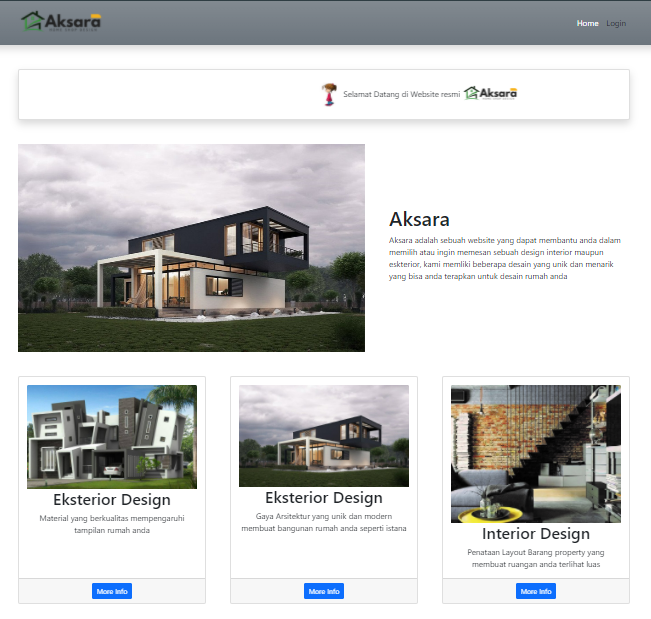 Aksara
Home Login
Selamat Datang di Website resmi Aksara
Aksara
Aksara adalah sebuah website yang dapat membantu anda dalam
memilih atau ingin memesan sebuah design interior maupun
eskterior, kami memliki beberapa desain yang unik dan menarik
yang bisa anda terapkan untuk desain rumah anda
Eksterior Design
Material yang berkualitas mempengaruhi
tampilan rumah anda
More Info
Eksterior Design
Gaya Arsitektur yang unik dan modern
membuat bangunan rumah anda seperti istana
More Info
Interior Design
Penataan Layout Barang property yang
membuat ruangan anda terlihat luas
More Info